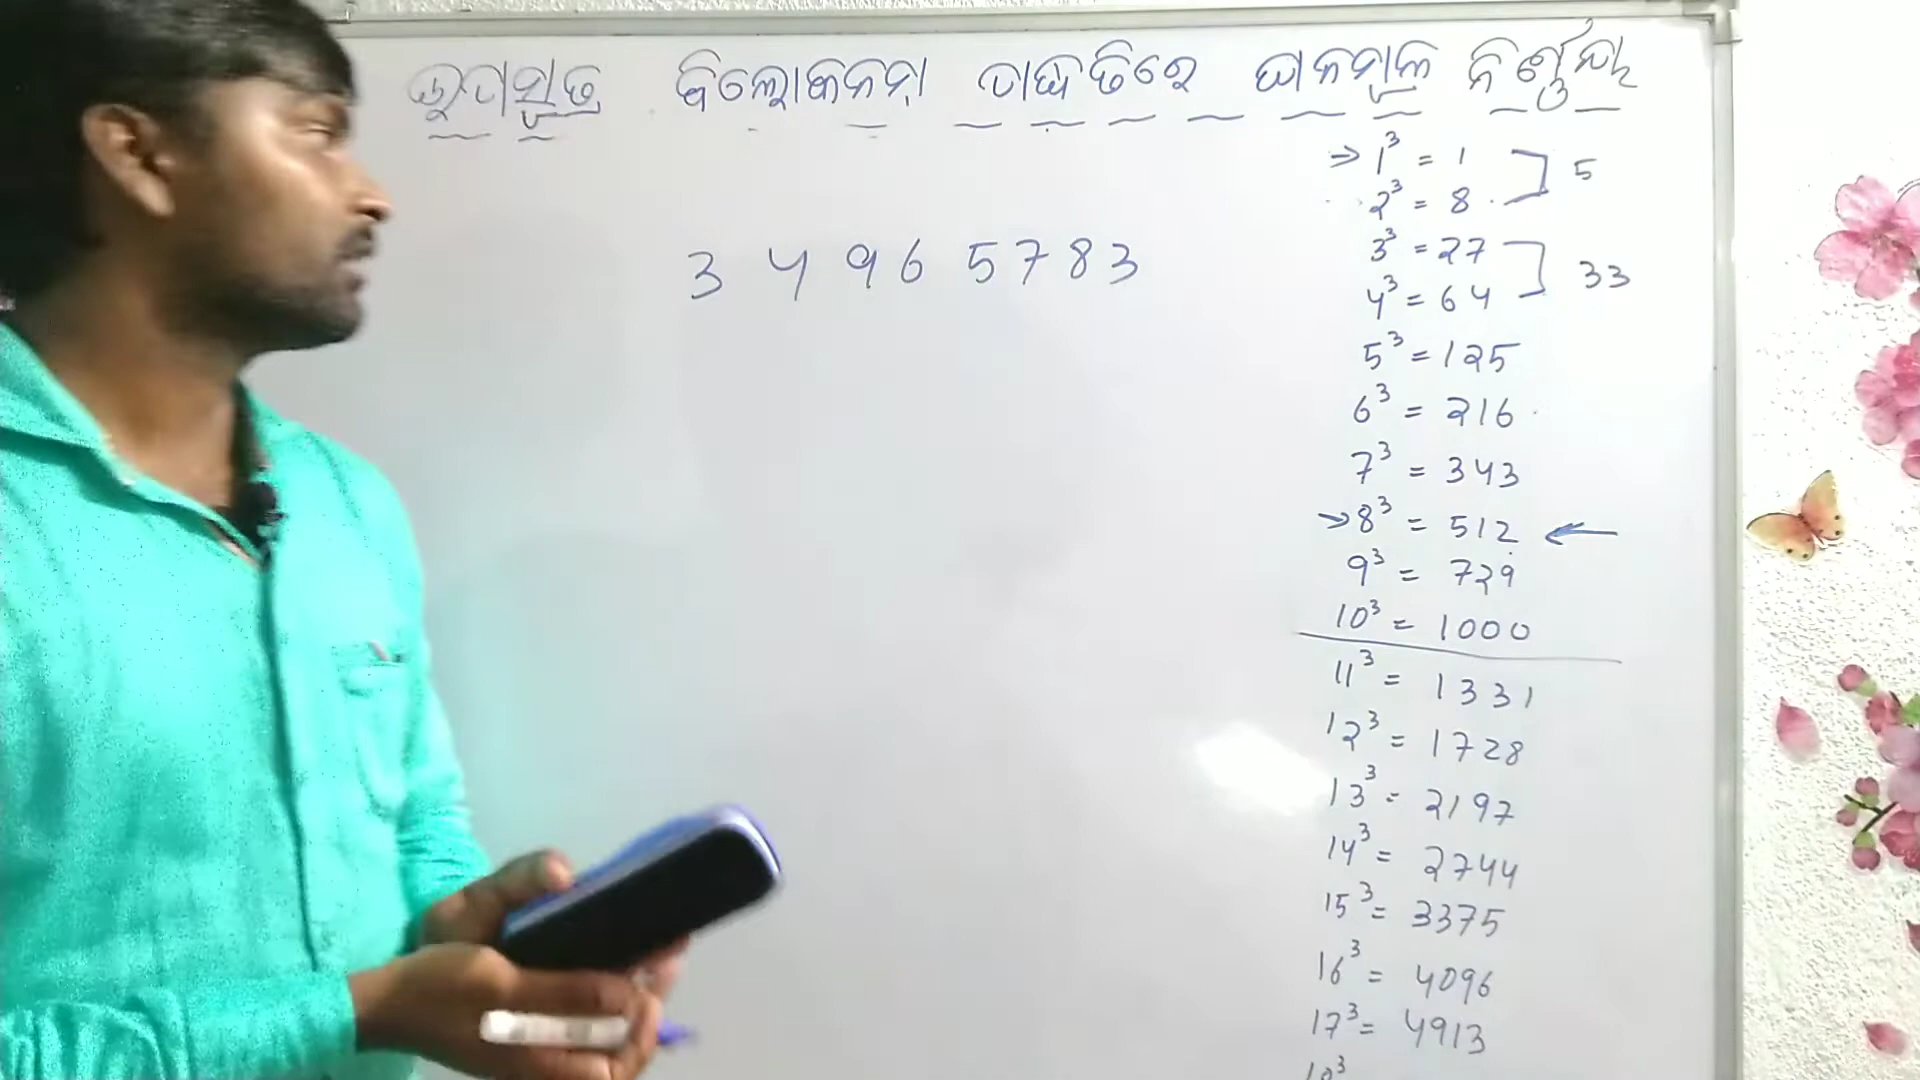 ଭୁତାହୃତ ବିଲୋକନମ୍ ପଦ୍ଧତିରେ ଘନମୂଳ ନିର୍ଣ୍ଣୟ
3 4 9 6 5 7 8 3
⇒ 1³ = 1 ] 5
2³ = 8
3³ = 27 ] 33
4³ = 64
5³ = 125
6³ = 216
7³ = 343
→ 8³ = 512 ←
9³ = 729
10³ = 1000
11³ = 1331
12³ = 1728
13³ = 2197
14³ = 2744
15³ = 3375
16³ = 4096
17³ = 4913